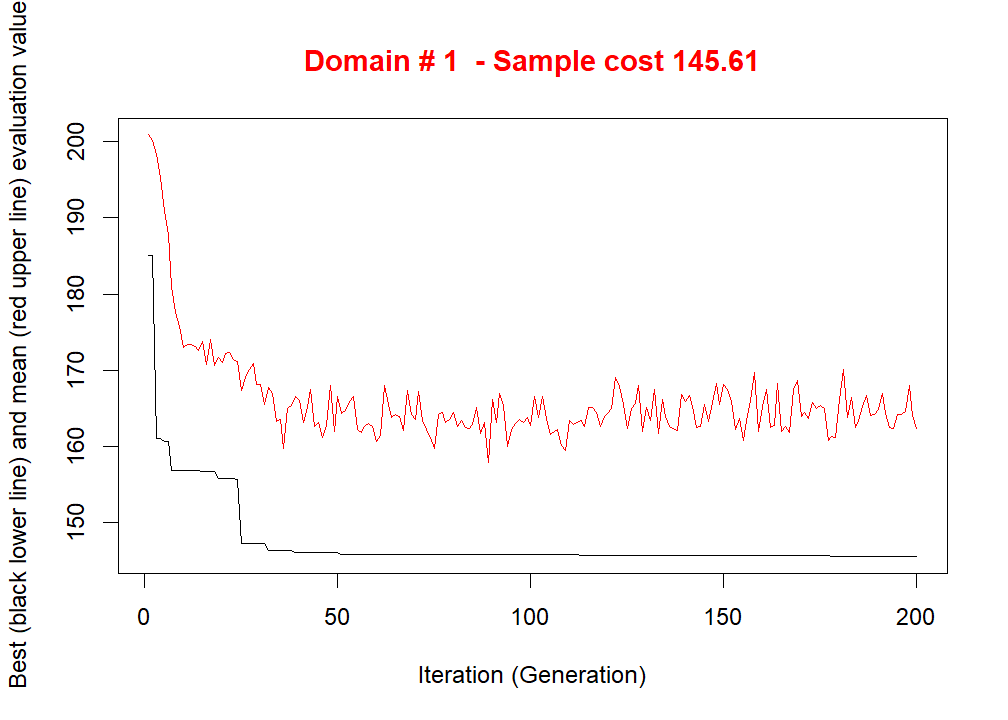 Domain # 1  - Sample cost 145.61
Best (black lower line) and mean (red upper line) evaluation value
200
190
180
170
160
150
0 50 100 150 200
Iteration (Generation)